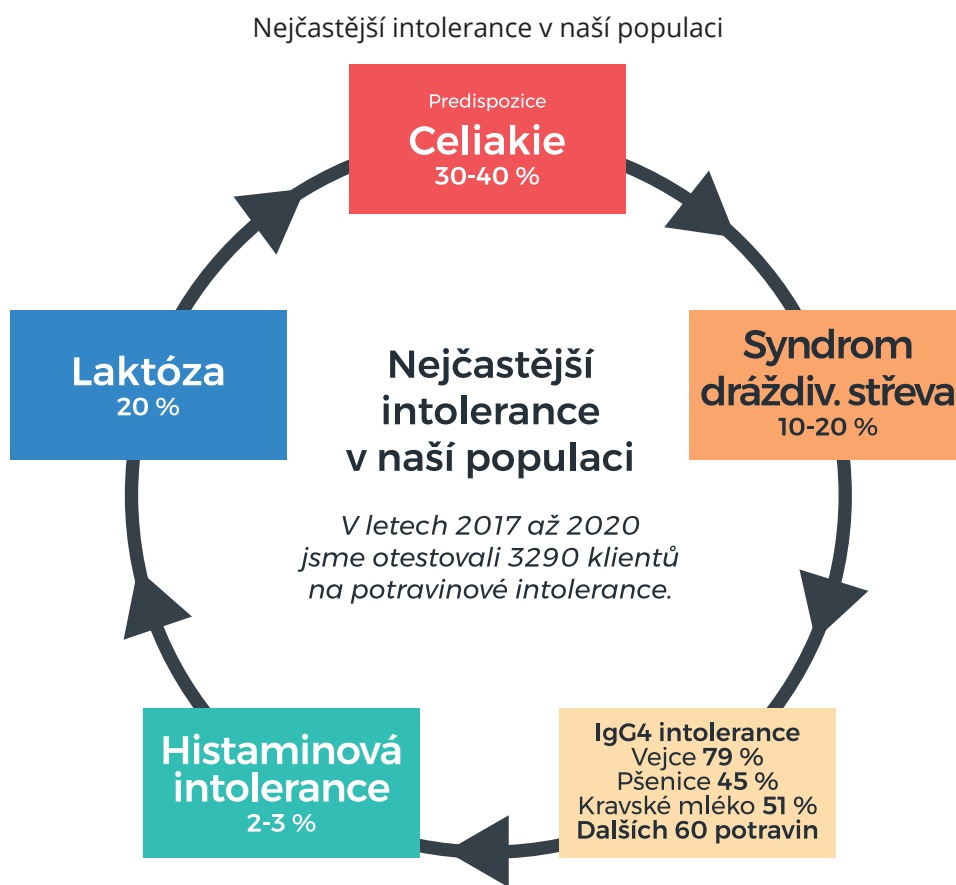 Nejčastější intolerance v naší populaci
Predispozice
Celiakie
30-40 %
Laktóza
20 %
Syndrom
dráždiv. střeva
10-20 %
Nejčastější
intolerance
v naší populaci
V letech 2017 až 2020
jsme otestovali 3290 klientů
na potravinové intolerance.
Histaminová
intolerance
2-3 %
IgG4 intolerance
Vejce 79 %
Pšenice 45 %
Kravské mléko 51 %
Dalších 60 potravin